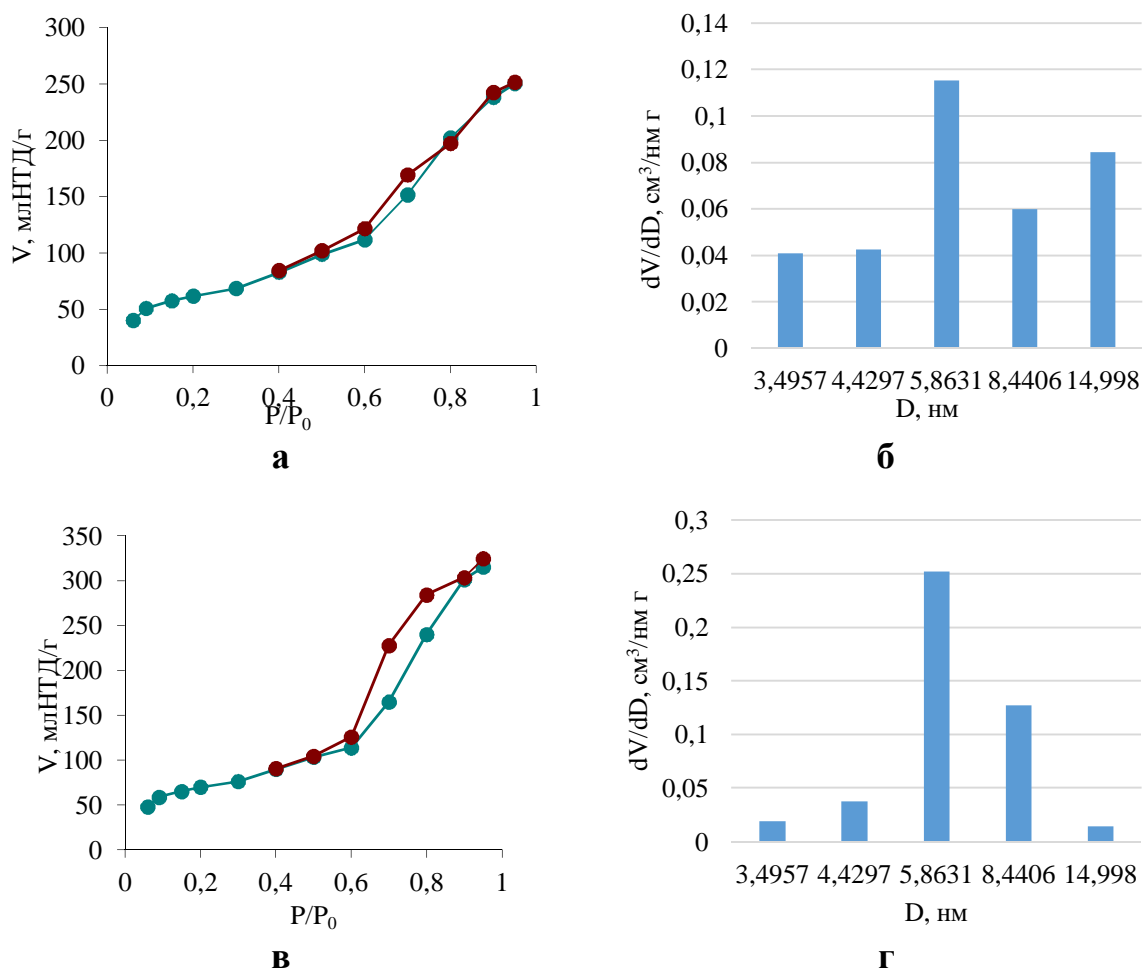 300
250
200
150
100
50
0
V, млНТД/г
0 0,2 0,4 0,6 0,8 1
P/P₀
а
0,14
0,12
0,1
0,08
0,06
0,04
0,02
0
dV/dD, см³/нм г
3,4957 4,4297 5,8631 8,4406 14,998
D, нм
б
350
300
250
200
150
100
50
0
V, млНТД/г
0 0,2 0,4 0,6 0,8 1
P/P₀
в
0,3
0,25
0,2
0,15
0,1
0,05
0
dV/dD, см³/нм г
3,4957 4,4297 5,8631 8,4406 14,998
D, нм
г